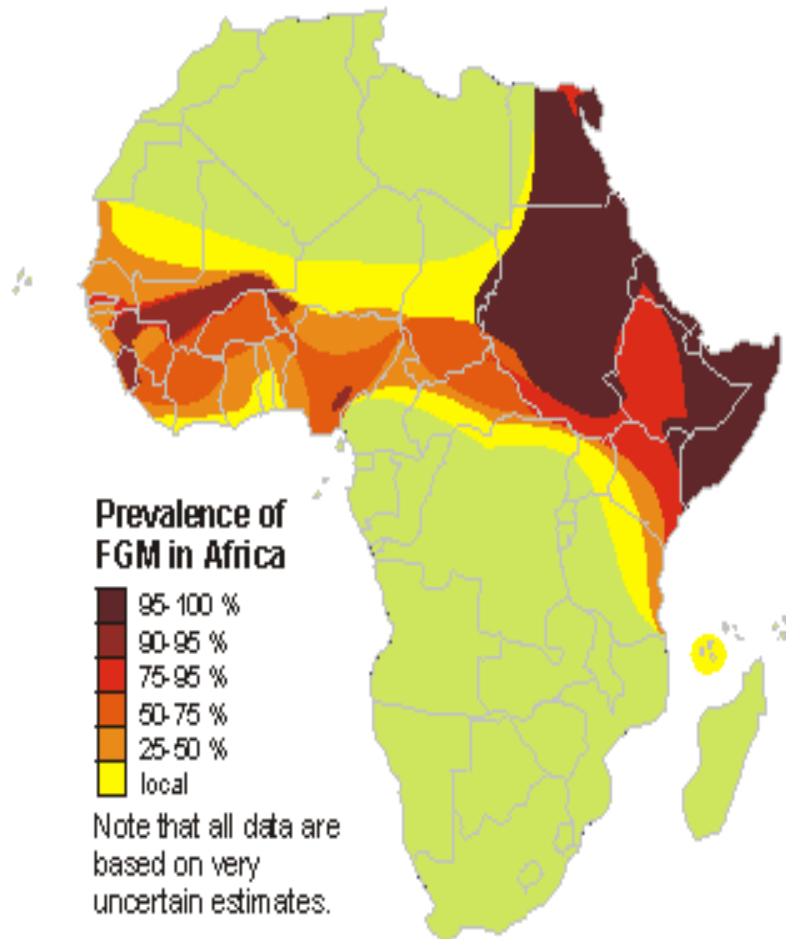 Prevalence of
FGM in Africa
95-100 %
90-95 %
75-95 %
50-75 %
25-50 %
local
Note that all data are
based on very
uncertain estimates.